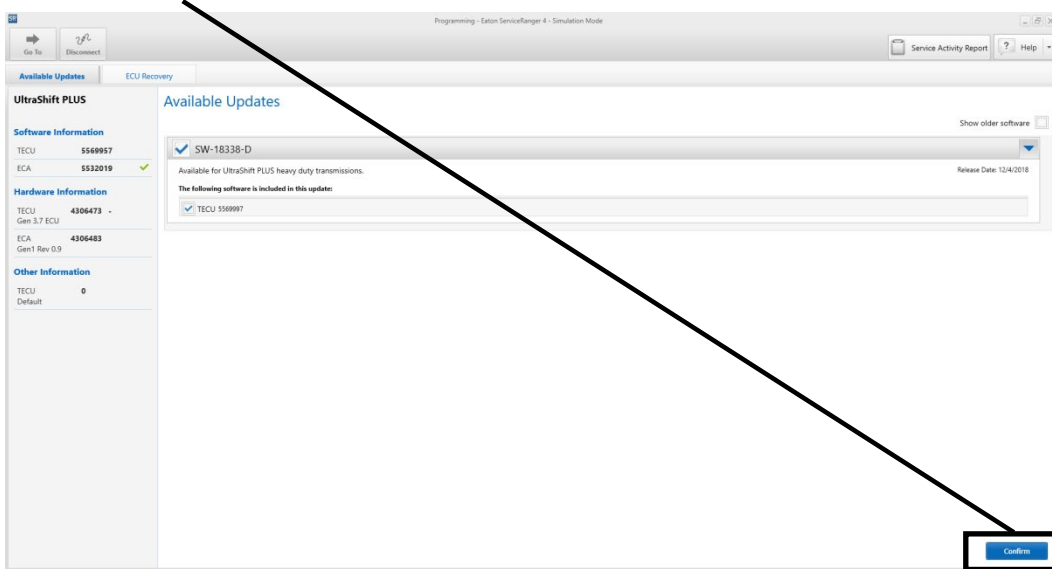 SR
Programming - Eaton ServiceRanger 4 - Simulation Mode
Go To
Disconnect
Service Activity Report
? Help
Available Updates
ECU Recovery
UltraShift PLUS
Software Information
TECU 5569957
ECA 5532019
Hardware Information
TECU 4306473 -
Gen 3.7 ECU
ECA 4306483
Gen1 Rev 0.9
Other Information
TECU 0
Default
Available Updates
Show older software
SW-18338-D
Available for UltraShift PLUS heavy duty transmissions.
Release Date: 12/4/2018
The following software is included in this update:
TECU 5569997
Confirm